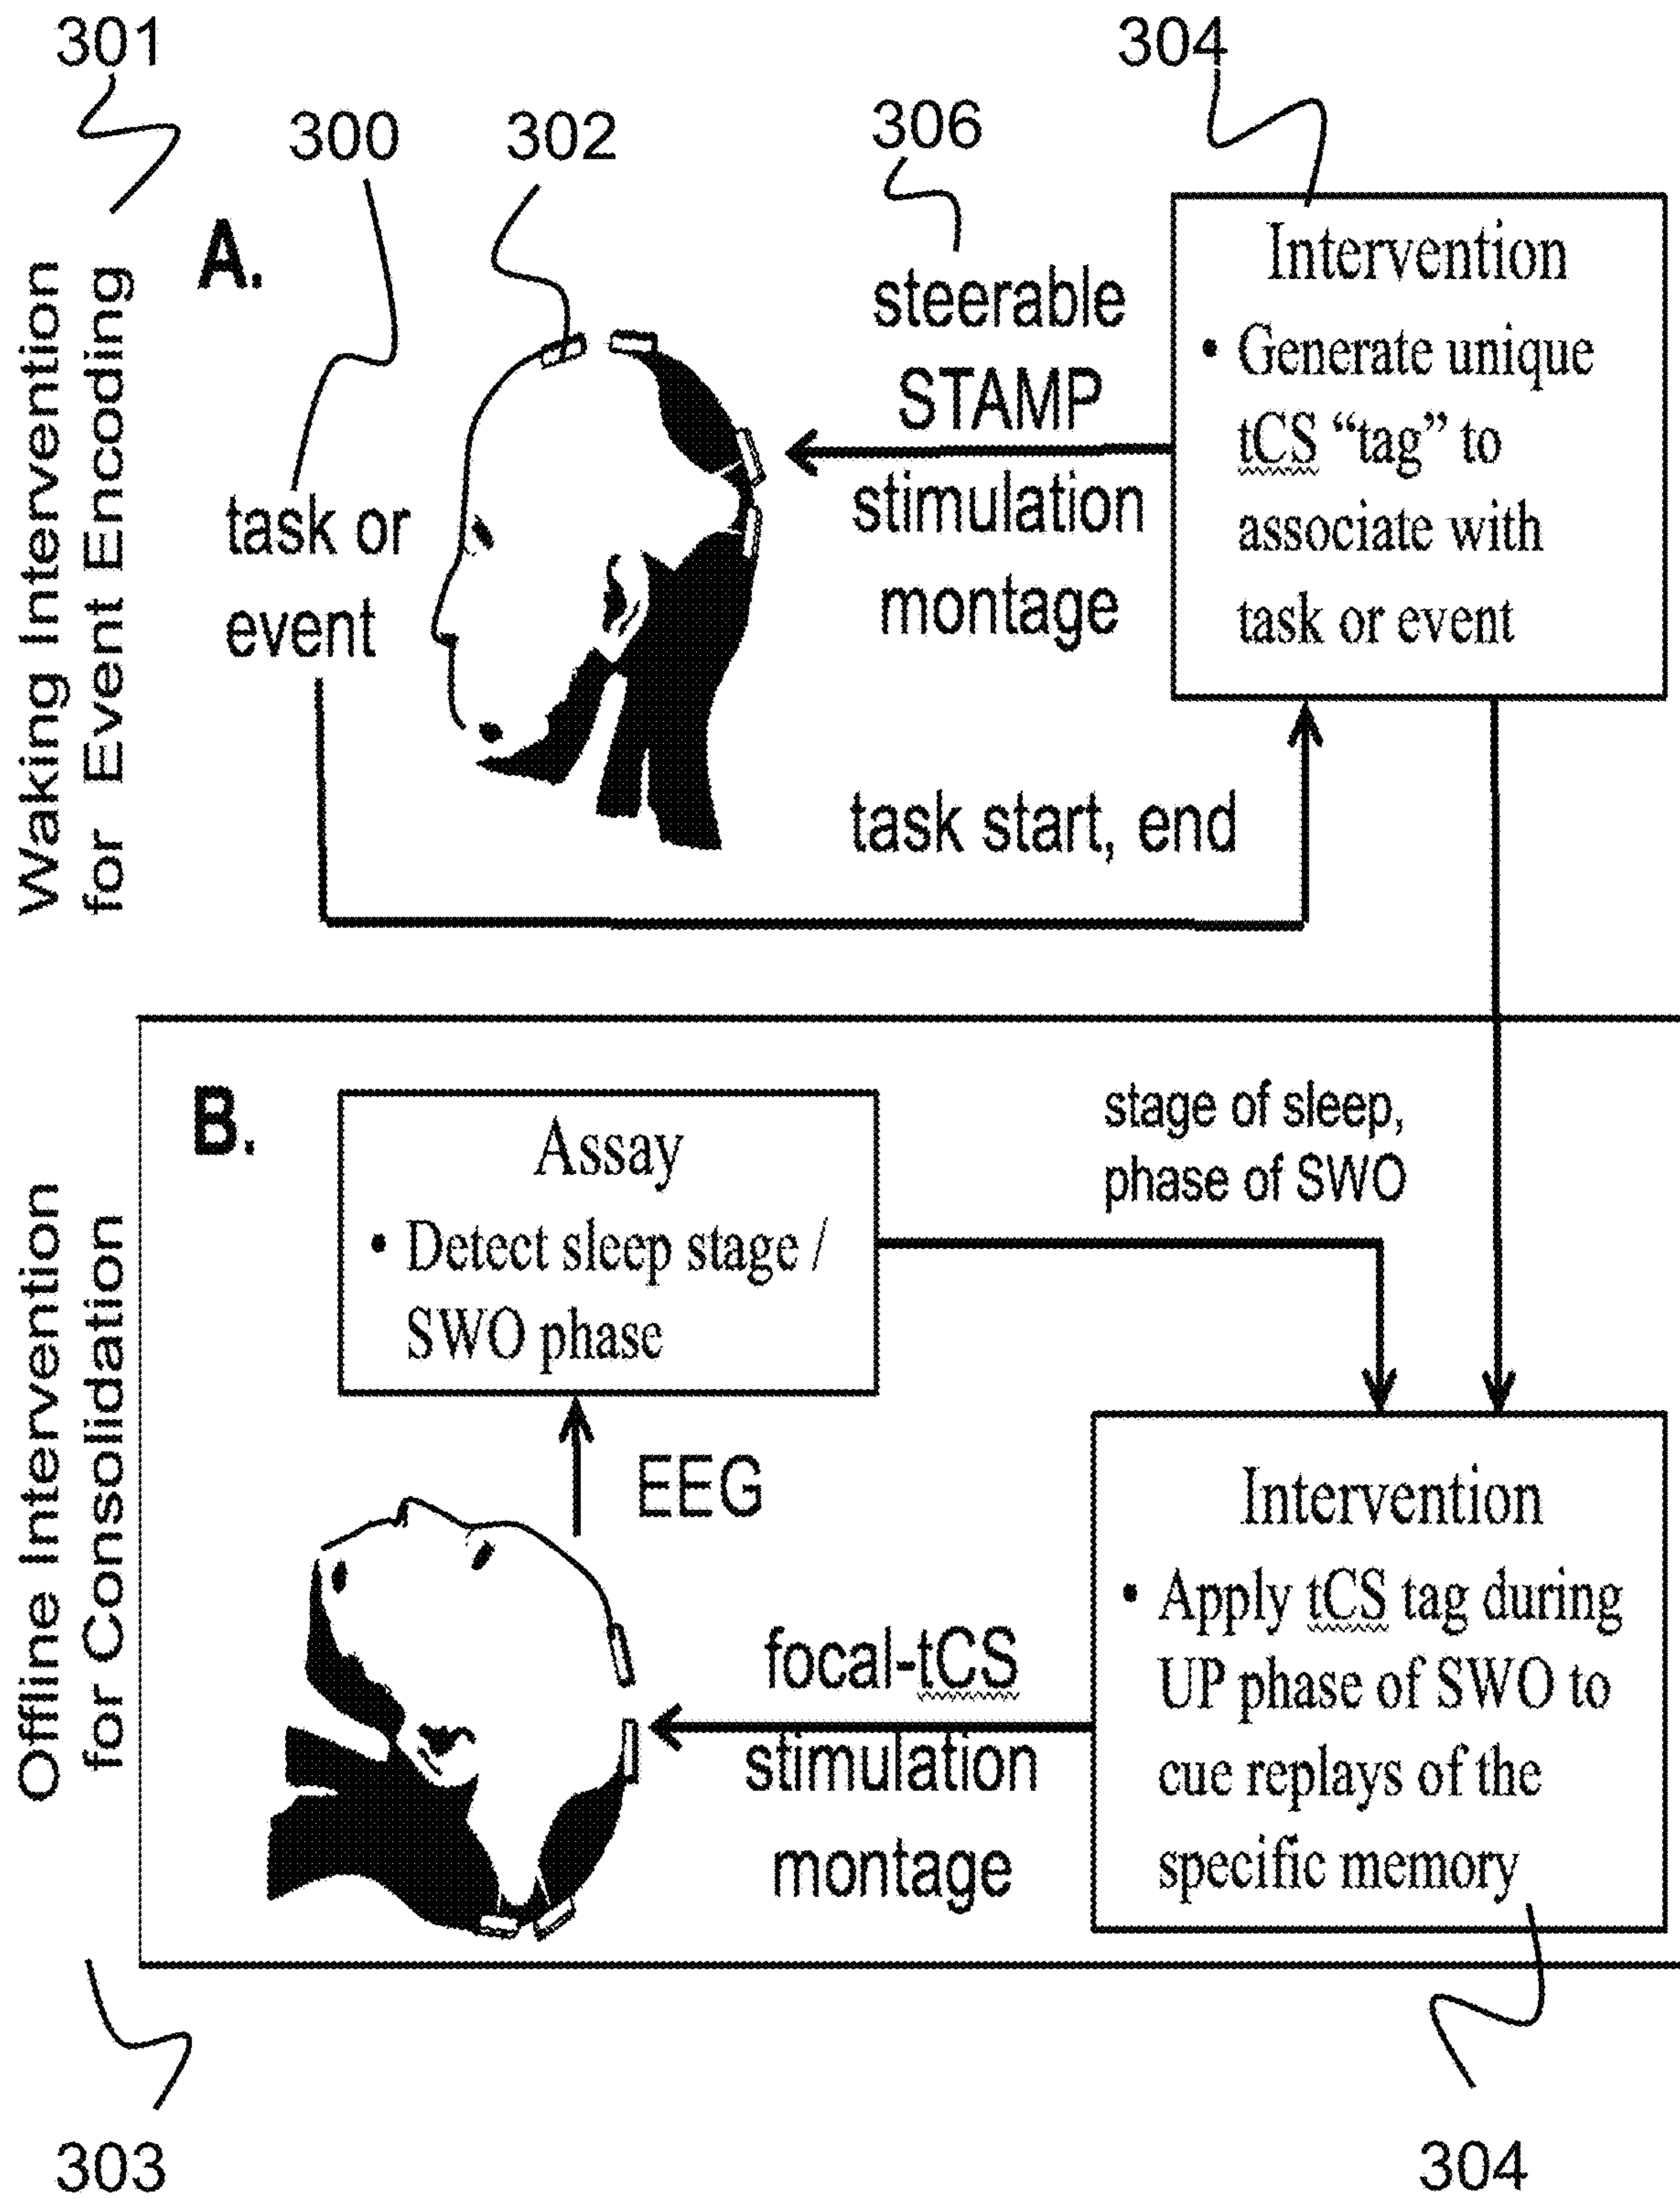 301
304
300
302
306
Waking Intervention
for Event Encoding
A.
task or
event
steerable
STAMP
stimulation
montage
Intervention
• Generate unique
tCS “tag” to
associate with
task or event
task start, end
Offline Intervention
for Consolidation
B.
Assay
• Detect sleep stage /
SWO phase
stage of sleep,
phase of SWO
EEG
focal-tCS
stimulation
montage
Intervention
• Apply tCS tag during
UP phase of SWO to
cue replays of the
specific memory
303
304